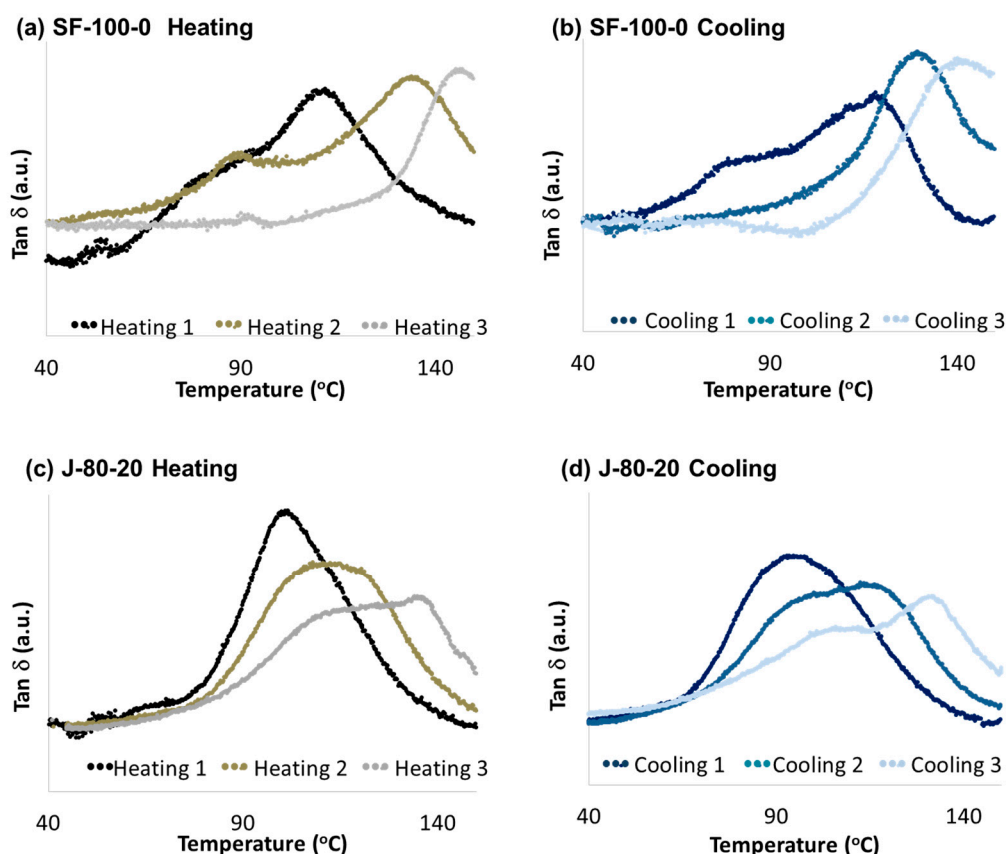 (a) SF-100-0 Heating
Tan δ (a.u.)
Heating 1 Heating 2 Heating 3
40 90 140
Temperature (°C)
(b) SF-100-0 Cooling
Tan δ (a.u.)
Cooling 1 Cooling 2 Cooling 3
40 90 140
Temperature (°C)
(c) J-80-20 Heating
Tan δ (a.u.)
Heating 1 Heating 2 Heating 3
40 90 140
Temperature (°C)
(d) J-80-20 Cooling
Tan δ (a.u.)
Cooling 1 Cooling 2 Cooling 3
40 90 140
Temperature (°C)